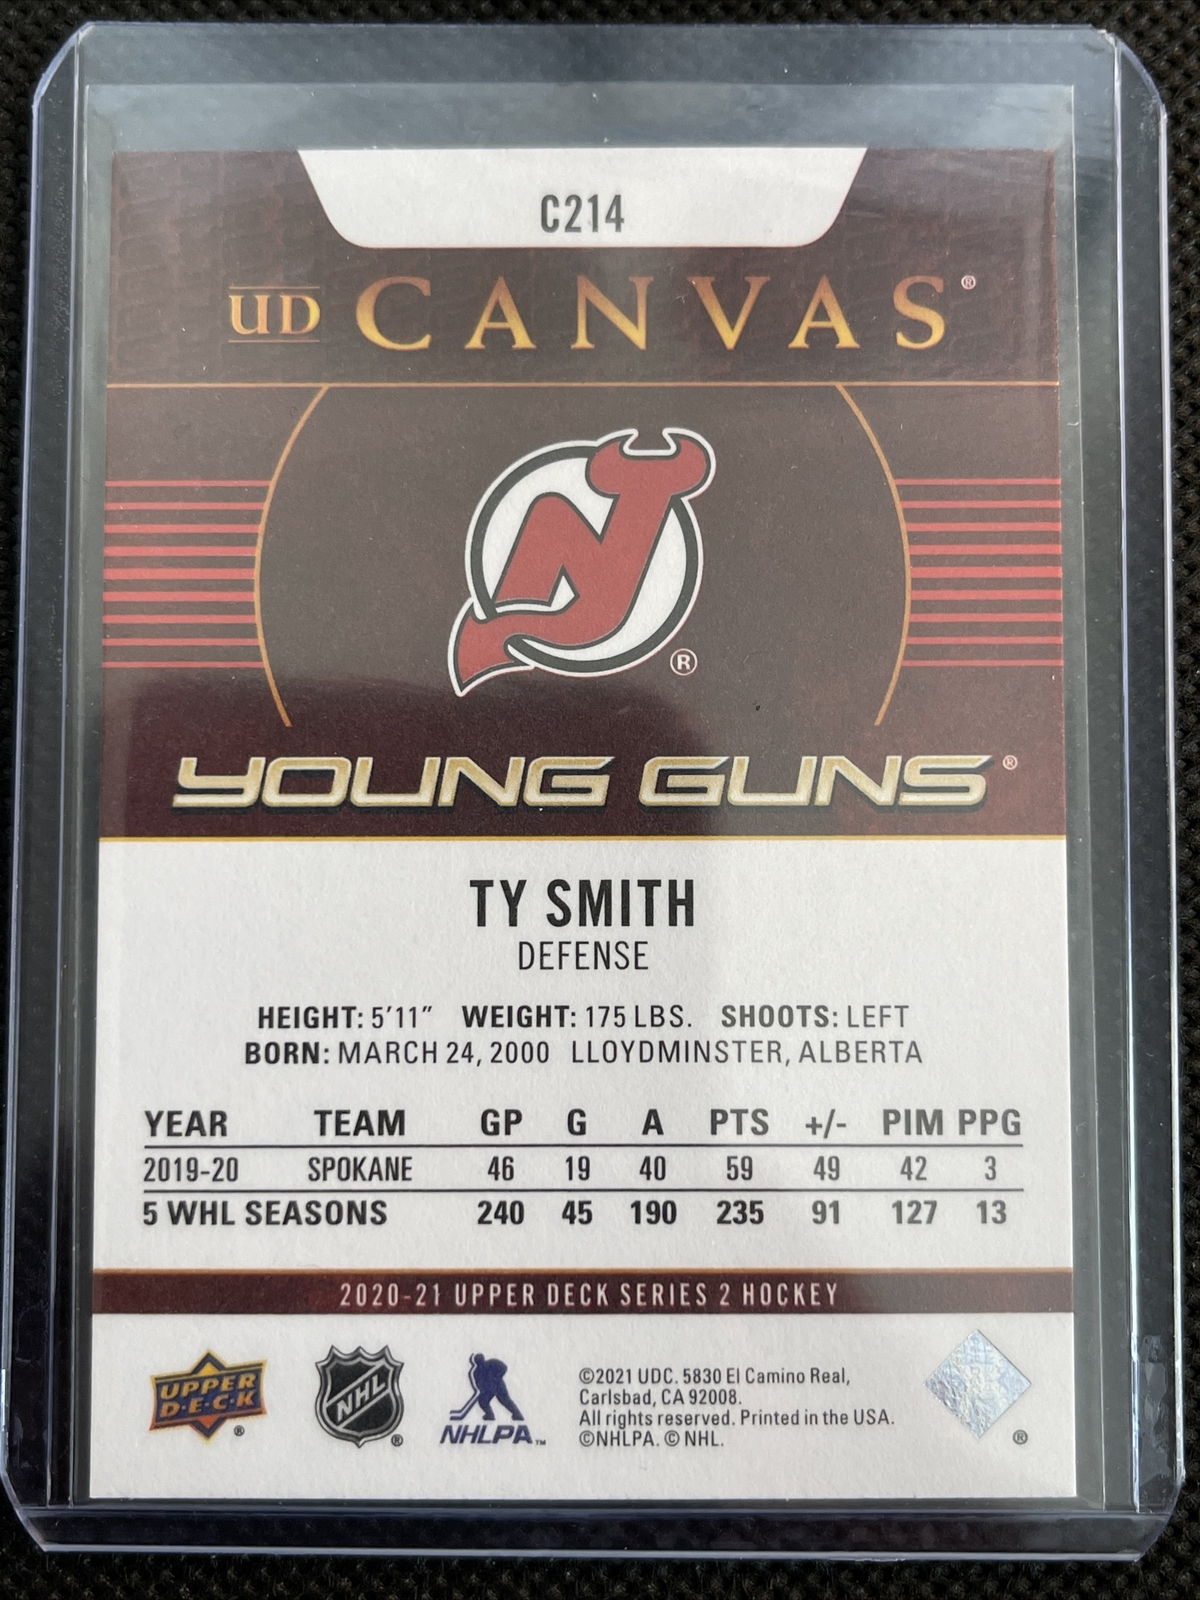 C214
UD CANVAS®
®
YOUNG GUNS®
TY SMITH
DEFENSE
HEIGHT: 5'11" WEIGHT: 175 LBS. SHOOTS: LEFT
BORN: MARCH 24, 2000 LLOYDMINSTER, ALBERTA
YEAR TEAM GP G A PTS +/- PIM PPG
2019-20 SPOKANE 46 19 40 59 49 42 3
5 WHL SEASONS 240 45 190 235 91 127 13
2020-21 UPPER DECK SERIES 2 HOCKEY
UPPER
D·E·C·K
®
NHL
®
NHLPA™
©2021 UDC. 5830 El Camino Real,
Carlsbad, CA 92008.
All rights reserved. Printed in the USA.
©NHLPA. © NHL.
®